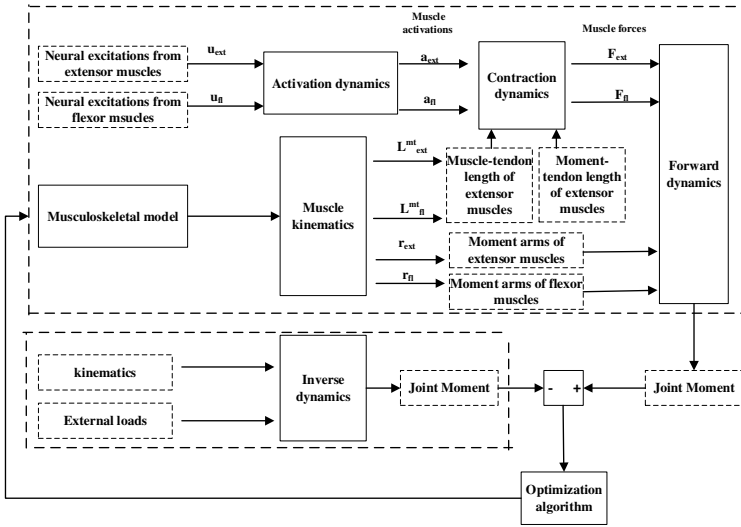 Muscle
activations
Muscle forces
Neural excitations from
extensor muscles
u_ext
Activation dynamics
a_ext
Contraction
dynamics
F_ext
Neural excitations from
flexor msucles
u_fl
a_fl
F_fl
Forward
dynamics
Musculoskeletal model
Muscle
kinematics
L^mt_ext
L^mt_fl
Muscle-tendon
length of
extensor
muscles
Moment-
tendon length
of extensor
muscles
r_ext
Moment arms of
extensor muscles
r_fl
Moment arms of flexor
muscles
kinematics
External loads
Inverse
dynamics
Joint Moment
- +
Joint Moment
Optimization
algorithm